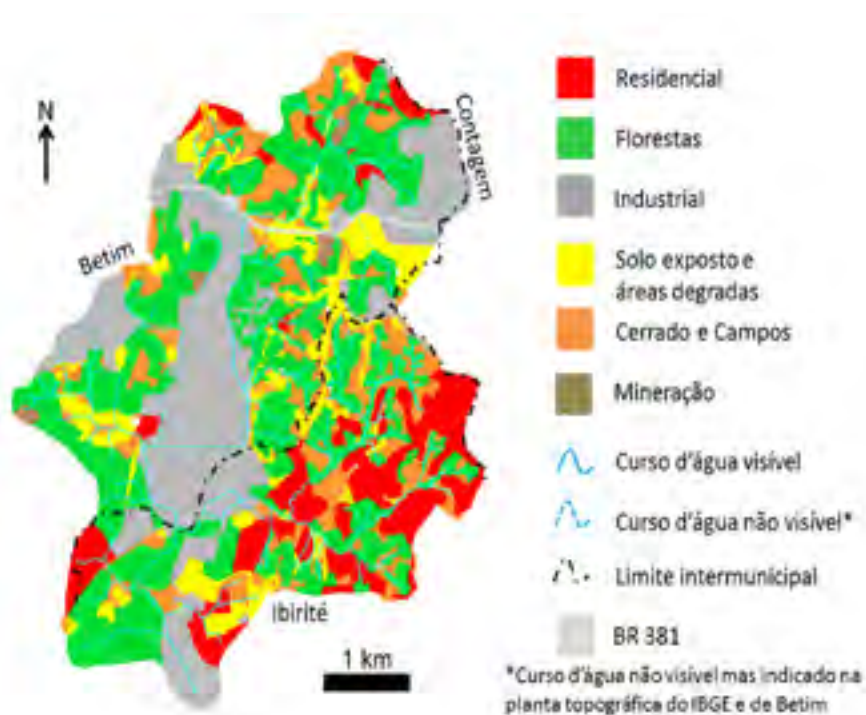 N
Contagem
Betim
Ibirité
1 km
Residencial
Florestas
Industrial
Solo exposto e
áreas degradas
Cerrado e Campos
Mineração
Curso d'água visível
Curso d'água não visível*
Limite intermunicipal
BR 381
*Curso d'água não visível mas indicado na
planta topográfica do IBGE e de Betim